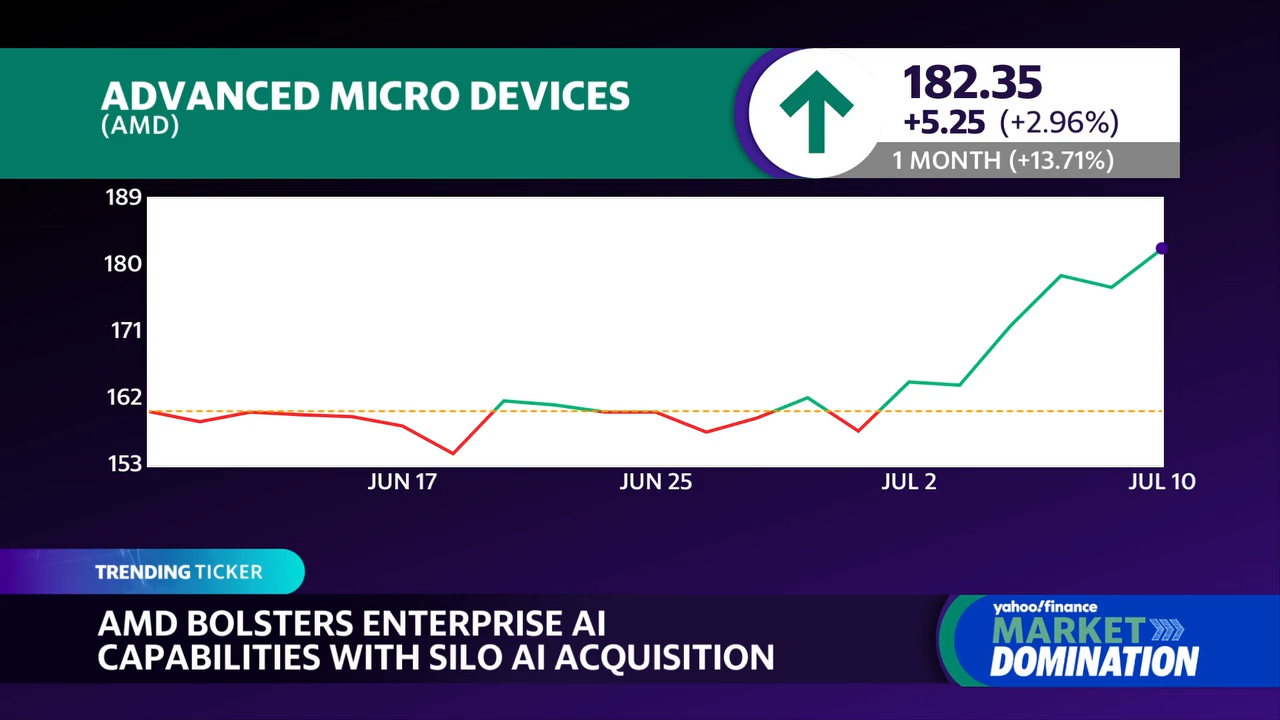 ADVANCED MICRO DEVICES
(AMD)
182.35
+5.25 (+2.96%)
1 MONTH (+13.71%)
189
180
171
162
153
JUN 17 JUN 25 JUL 2 JUL 10
TRENDING TICKER
AMD BOLSTERS ENTERPRISE AI
CAPABILITIES WITH SILO AI ACQUISITION
yahoo!finance
MARKET
DOMINATION